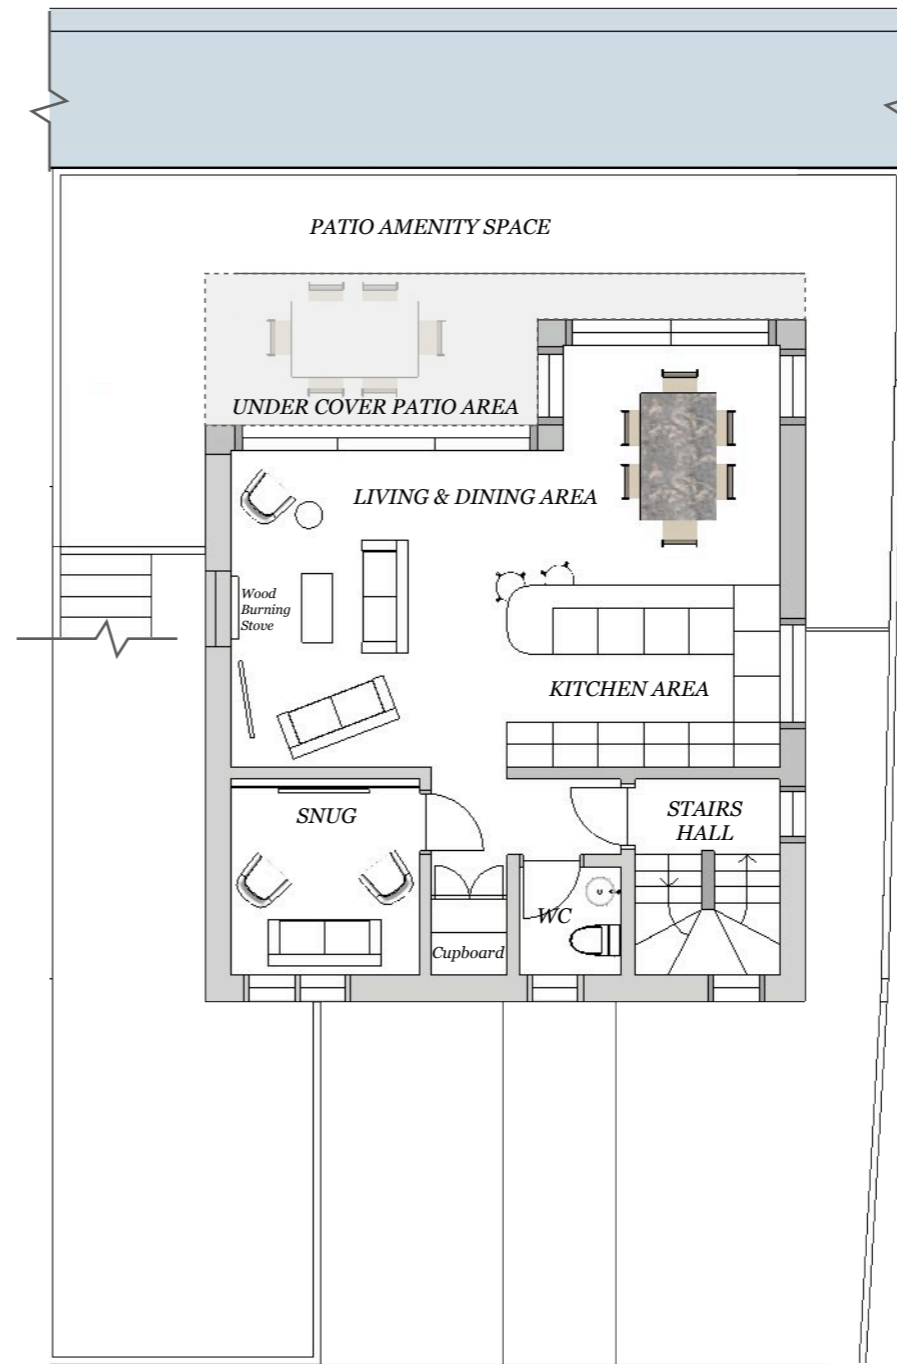 PATIO AMENITY SPACE
UNDER COVER PATIO AREA
LIVING & DINING AREA
Wood
Burning
Stove
KITCHEN AREA
SNUG
STAIRS
HALL
WC
Cupboard